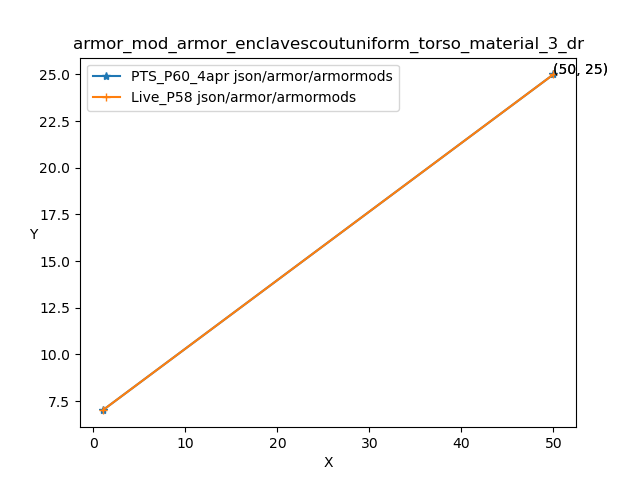 armor_mod_armor_enclavescoutuniform_torso_material_3_dr
PTS_P60_4apr json/armor/armormods
Live_P58 json/armor/armormods
(50, 25)
25.0
22.5
20.0
17.5
15.0
12.5
10.0
7.5
Y
0 10 20 30 40 50
X